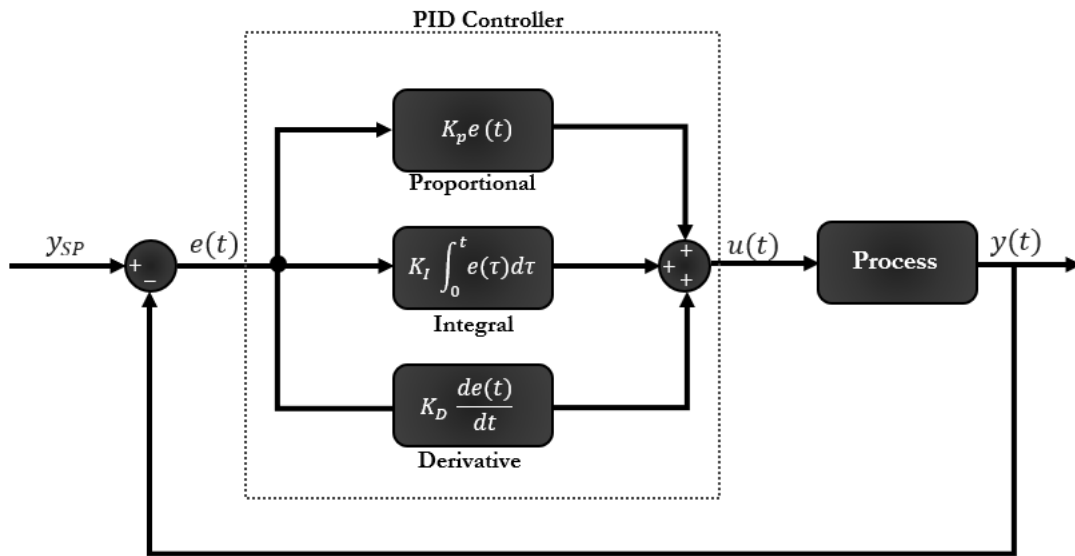 PID Controller
K_p e(t)
Proportional
y_SP
+
−
e(t)
K_I ∫_0^t e(τ)dτ
Integral
+
+
+
u(t)
Process
y(t)
K_D de(t)/dt
Derivative